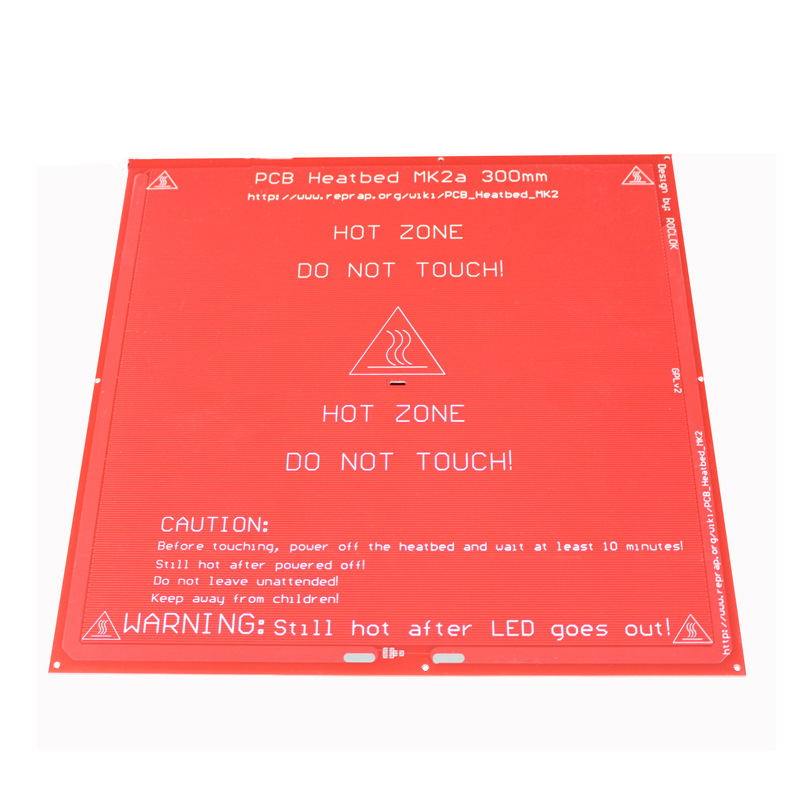 PCB Heatbed MK2a 300mm
http://www.reprap.org/wiki/PCB_Heatbed_MK2
HOT ZONE
DO NOT TOUCH!
HOT ZONE
DO NOT TOUCH!
CAUTION:
Before touching, power off the heatbed and wait at least 10 minutes!
Still hot after powered off!
Do not leave unattended!
Keep away from children!
WARNING: Still hot after LED goes out!
Design by: ROCLOK
GPLv2
http://www.reprap.org/wiki/PCB_Heatbed_MK2